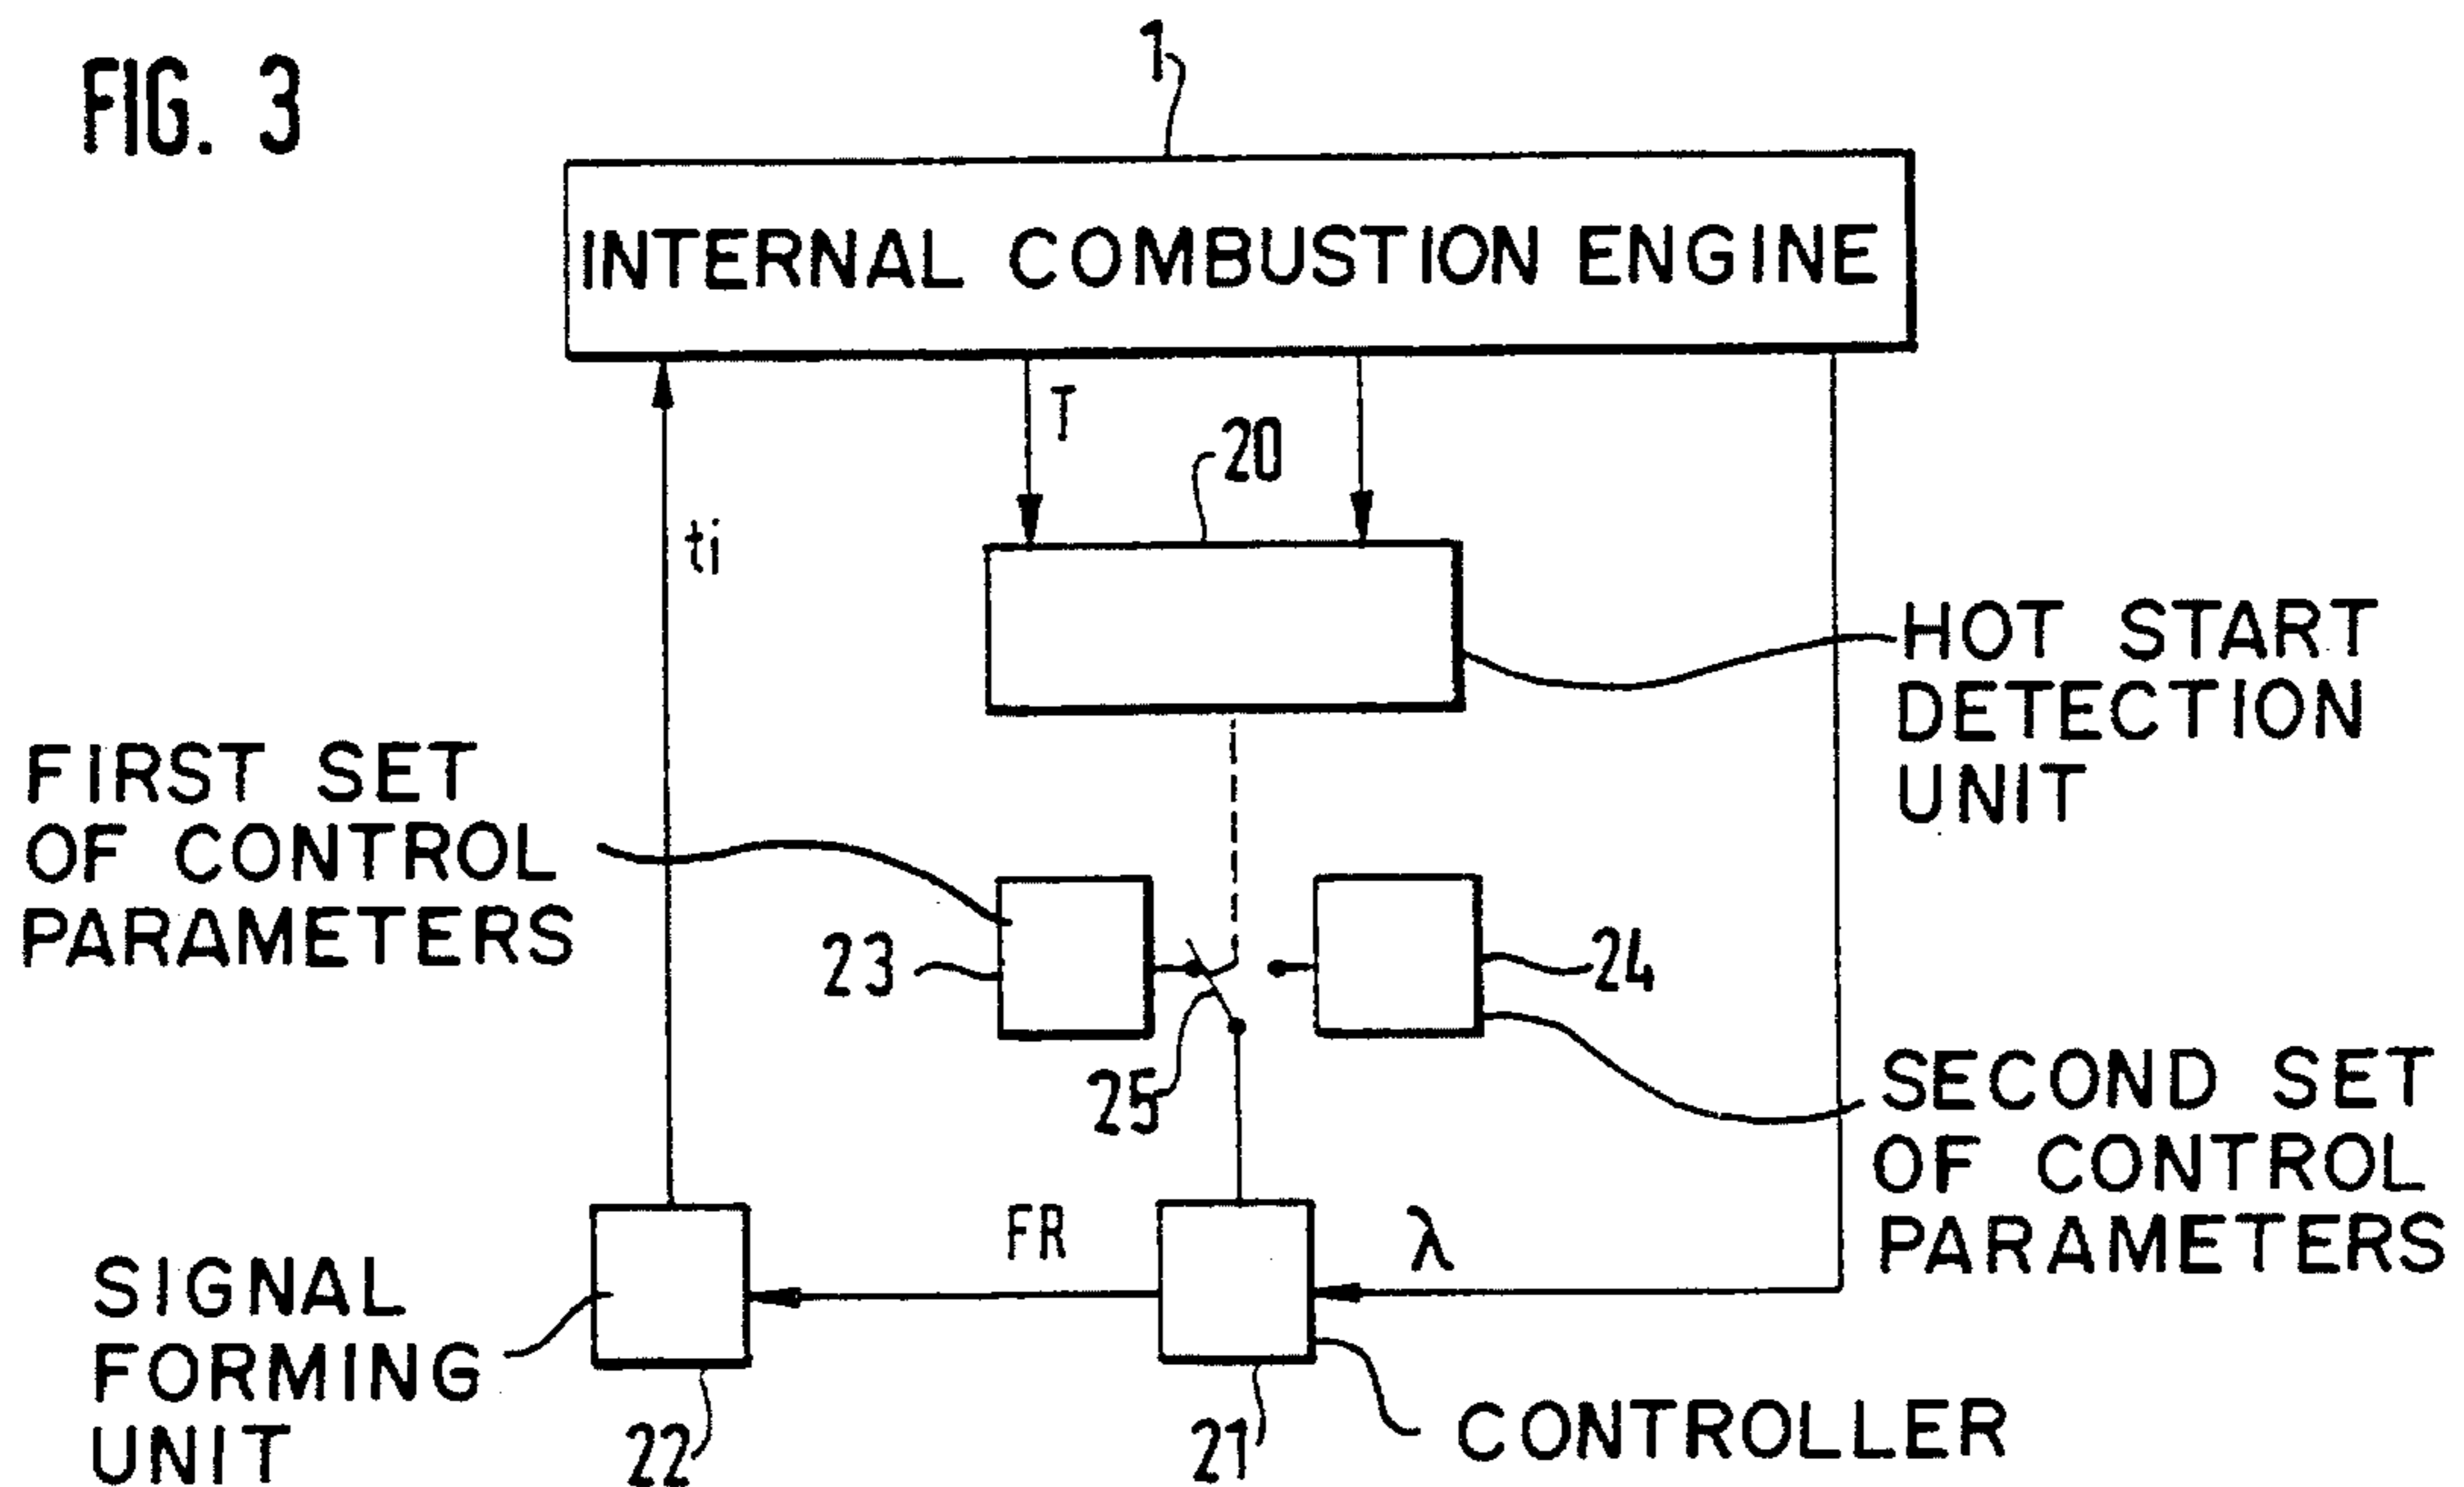 FIG. 3
1
INTERNAL COMBUSTION ENGINE
T
20
ti
HOT START
DETECTION
UNIT
FIRST SET
OF CONTROL
PARAMETERS
23
24
25
SECOND SET
OF CONTROL
PARAMETERS
FR
λ
SIGNAL
FORMING
UNIT
22
21
CONTROLLER